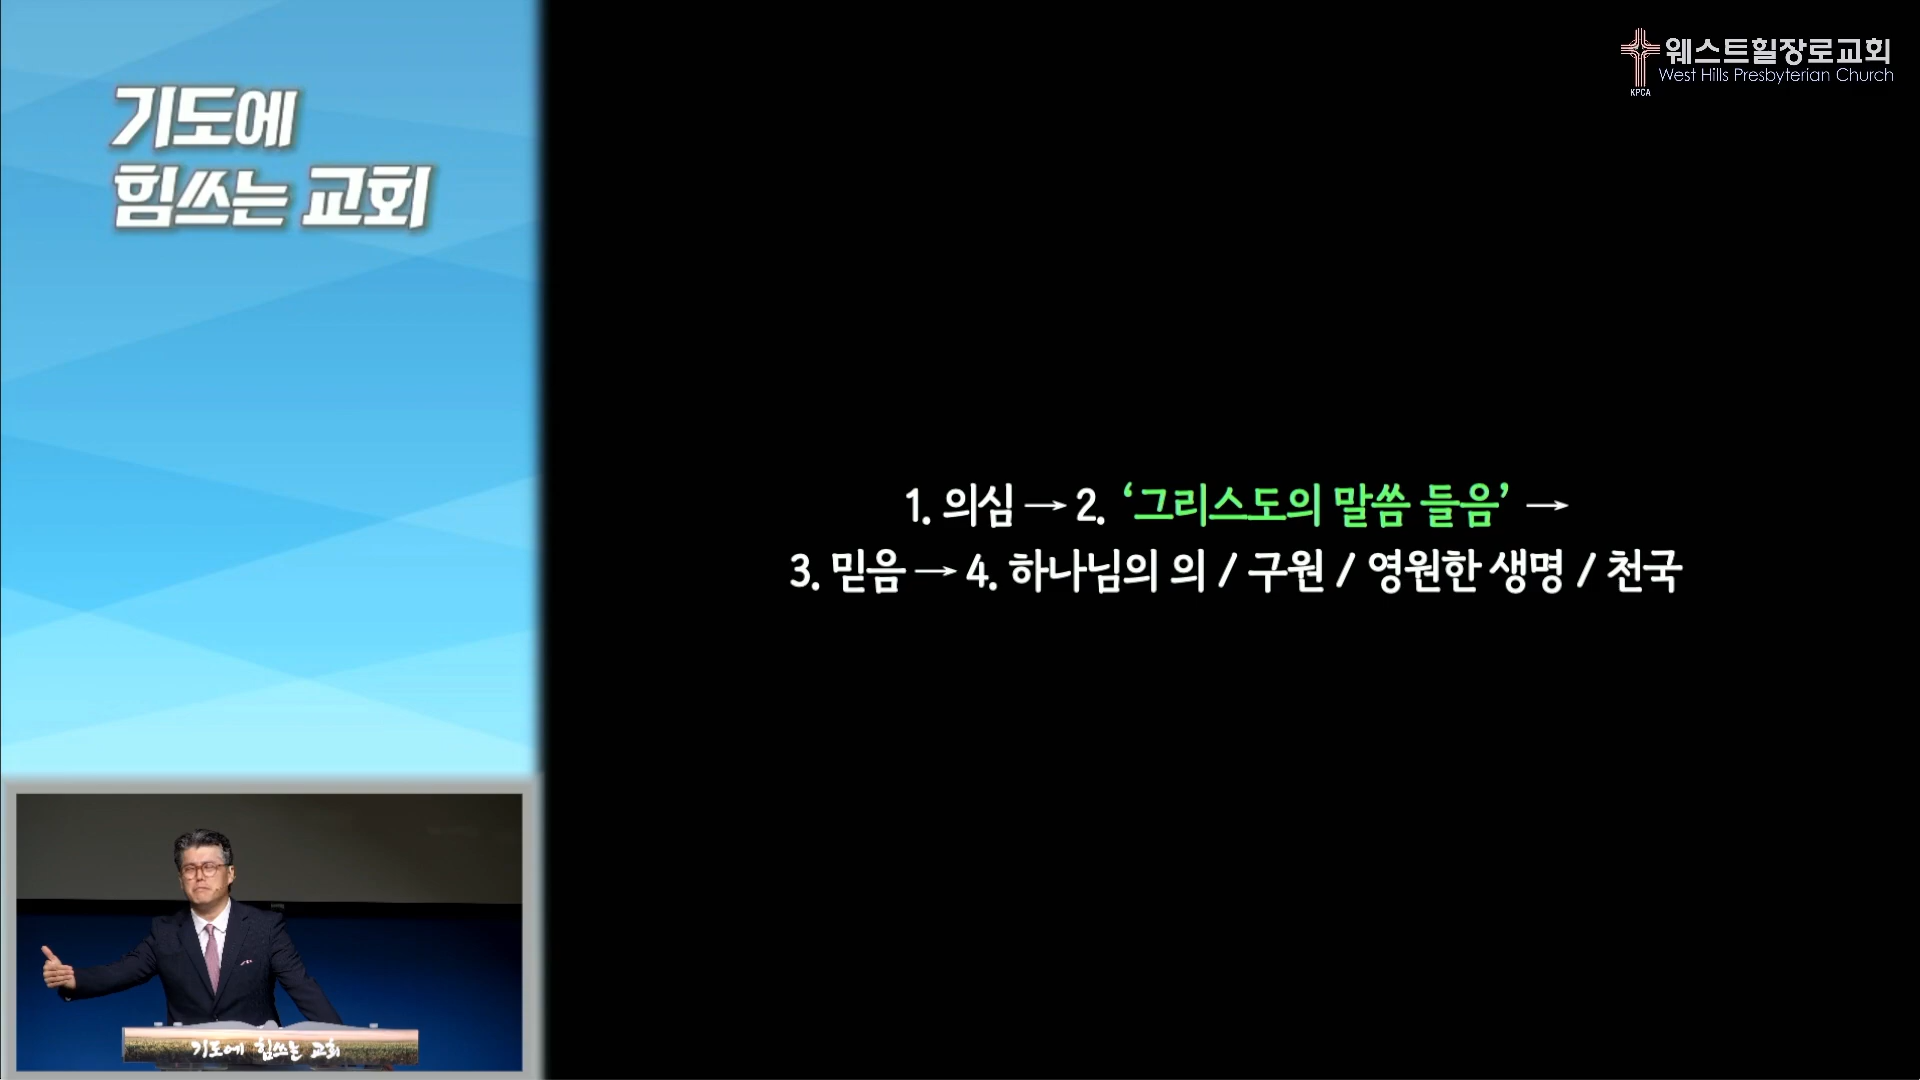 기도에
힘쓰는 교회
웨스트힐장로교회
West Hills Presbyterian Church
KPCA
1. 의심 → 2. ‘그리스도의 말씀 들음’ →
3. 믿음 → 4. 하나님의 의 / 구원 / 영원한 생명 / 천국
기도에 힘쓰는 교회